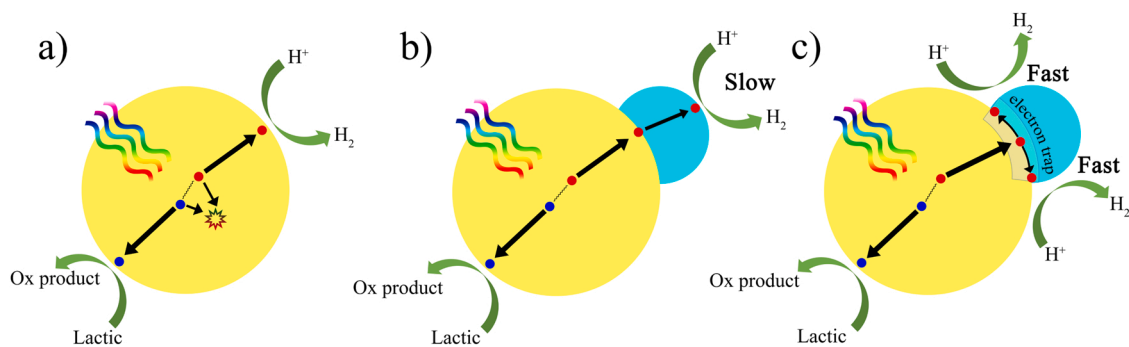 a)
H⁺
H₂
Ox product
Lactic
b)
H⁺
Slow
H₂
Ox product
Lactic
c)
H₂
H⁺
Fast
electron trap
Fast
H₂
H⁺
Ox product
Lactic